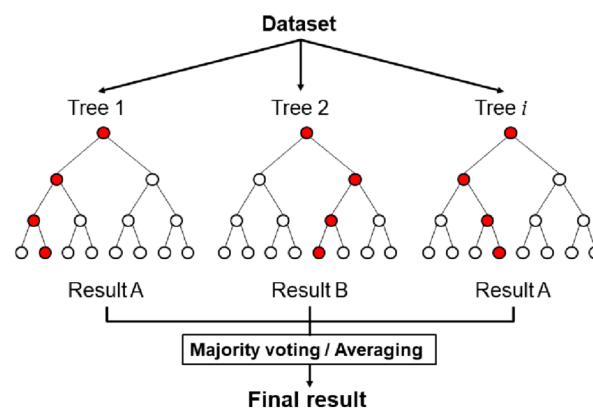 Dataset
Tree 1 Tree 2 Tree i
Result A Result B Result A
Majority voting / Averaging
Final result